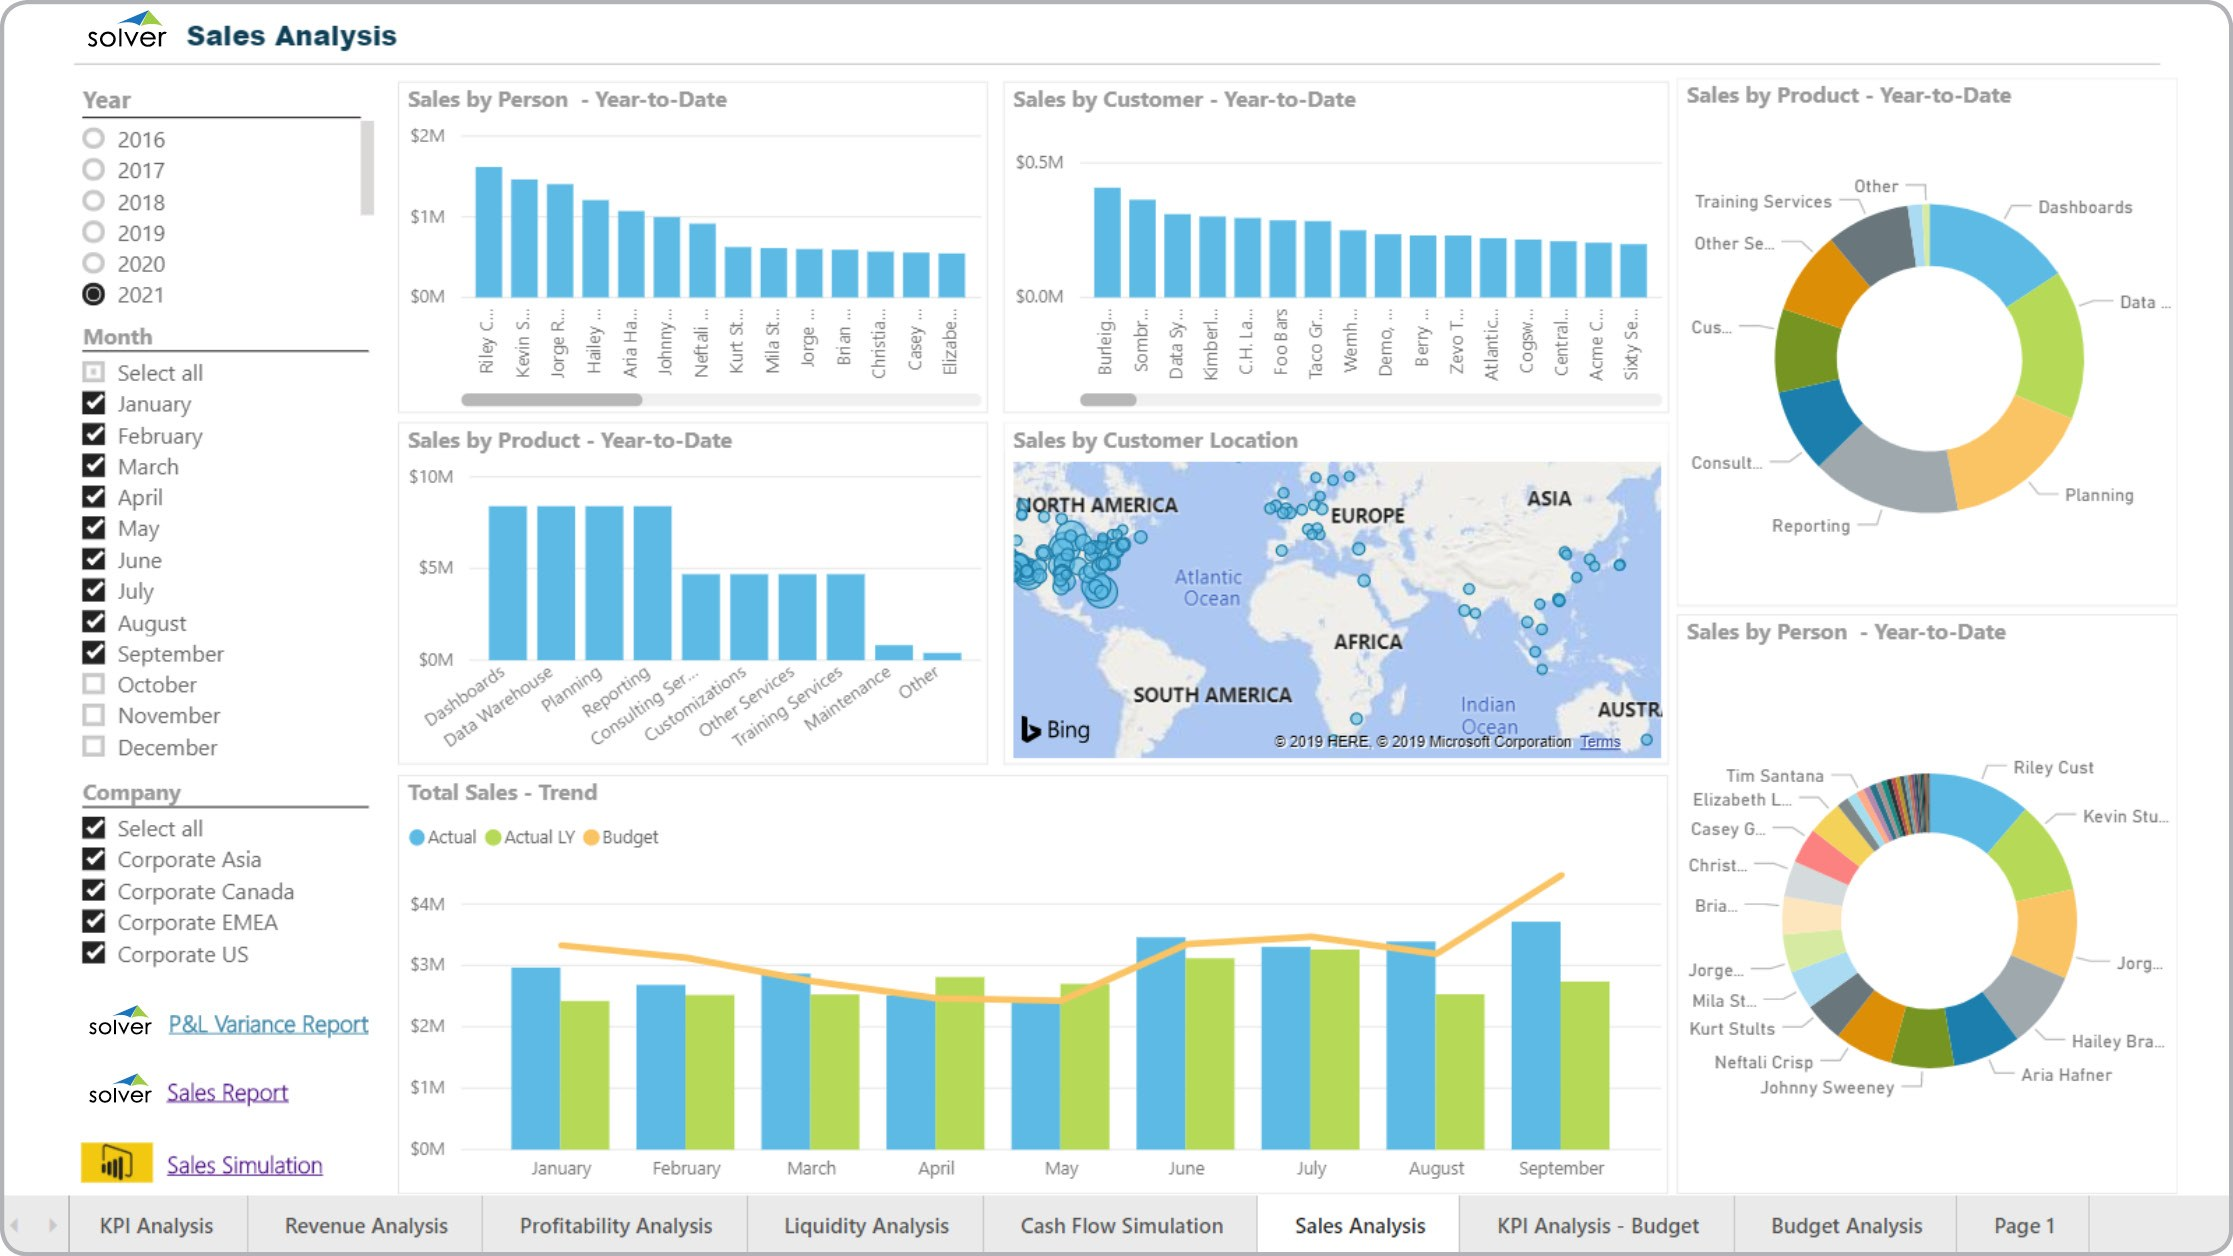 solver Sales Analysis
Year
2016
2017
2018
2019
2020
2021
Month
Select all
January
February
March
April
May
June
July
August
September
October
November
December
Company
Select all
Corporate Asia
Corporate Canada
Corporate EMEA
Corporate US
solver P&L Variance Report
solver Sales Report
Sales Simulation
Sales by Person - Year-to-Date
$2M
$1M
$0M
Riley C...
Kevin S...
Jorge R...
Hailey ...
Aria Ha...
Johnny...
Neftali ...
Kurt St...
Mila St...
Jorge ...
Brian ...
Christia...
Casey ...
Elizabe...
Sales by Customer - Year-to-Date
$0.5M
$0.0M
Burleig...
Sombr...
Data Sy...
Kimberl...
C.H. La...
Foo Bars
Taco Gr...
Wernh...
Demo, ...
Berry ...
Zevo T...
Atlantic...
Cogsw...
Central...
Acme C...
Sixty Se...
Sales by Product - Year-to-Date
Other
Training Services
Dashboards
Other Se...
Data ...
Cus...
Consult...
Planning
Reporting
Sales by Product - Year-to-Date
$10M
$5M
$0M
Dashboards
Data Warehouse
Planning
Reporting
Consulting Ser...
Customizations
Other Services
Training Services
Maintenance
Other
Sales by Customer Location
NORTH AMERICA
ASIA
EUROPE
Atlantic
Ocean
AFRICA
SOUTH AMERICA
Indian
Ocean
AUSTRA
Bing
© 2019 HERE, © 2019 Microsoft Corporation Terms
Sales by Person - Year-to-Date
Tim Santana
Riley Cust
Elizabeth L...
Kevin Stu...
Casey G...
Christ...
Bria...
Jorge...
Jorg...
Mila St...
Kurt Stults
Hailey Bra...
Neftali Crisp
Aria Hafner
Johnny Sweeney
Total Sales - Trend
Actual Actual LY Budget
$4M
$3M
$2M
$1M
$0M
January February March April May June July August September
KPI Analysis Revenue Analysis Profitability Analysis Liquidity Analysis Cash Flow Simulation Sales Analysis KPI Analysis - Budget Budget Analysis Page 1